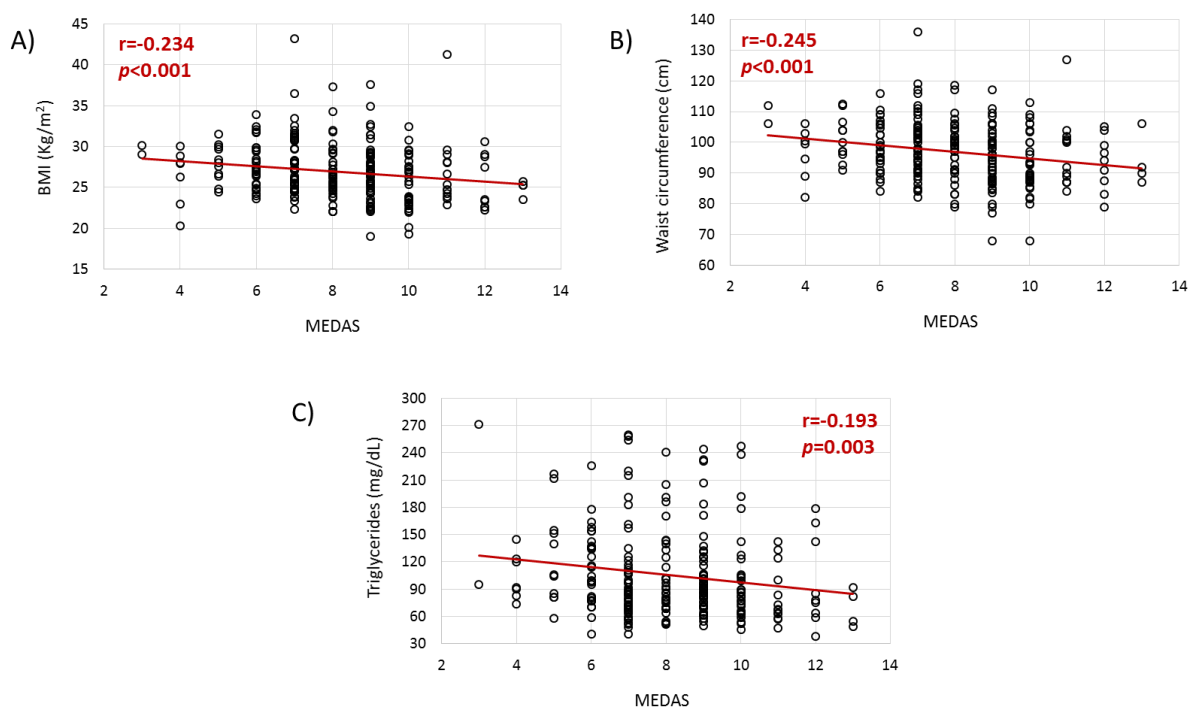 A)
r=-0.234
p<0.001
BMI (Kg/m²)
45
40
35
30
25
20
15
2 4 6 8 10 12 14
MEDAS
B)
r=-0.245
p<0.001
Waist circumference (cm)
140
130
120
110
100
90
80
70
60
2 4 6 8 10 12 14
MEDAS
C)
r=-0.193
p=0.003
Triglycerides (mg/dL)
300
270
240
210
180
150
120
90
60
30
2 4 6 8 10 12 14
MEDAS